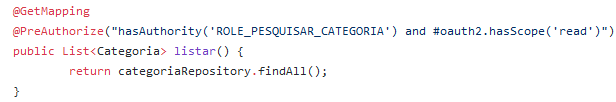 @GetMapping
@PreAuthorize("hasAuthority('ROLE_PESQUISAR_CATEGORIA') and #oauth2.hasScope('read')")
public List<Categoria> listar() {
return categoriaRepository.findAll();
}